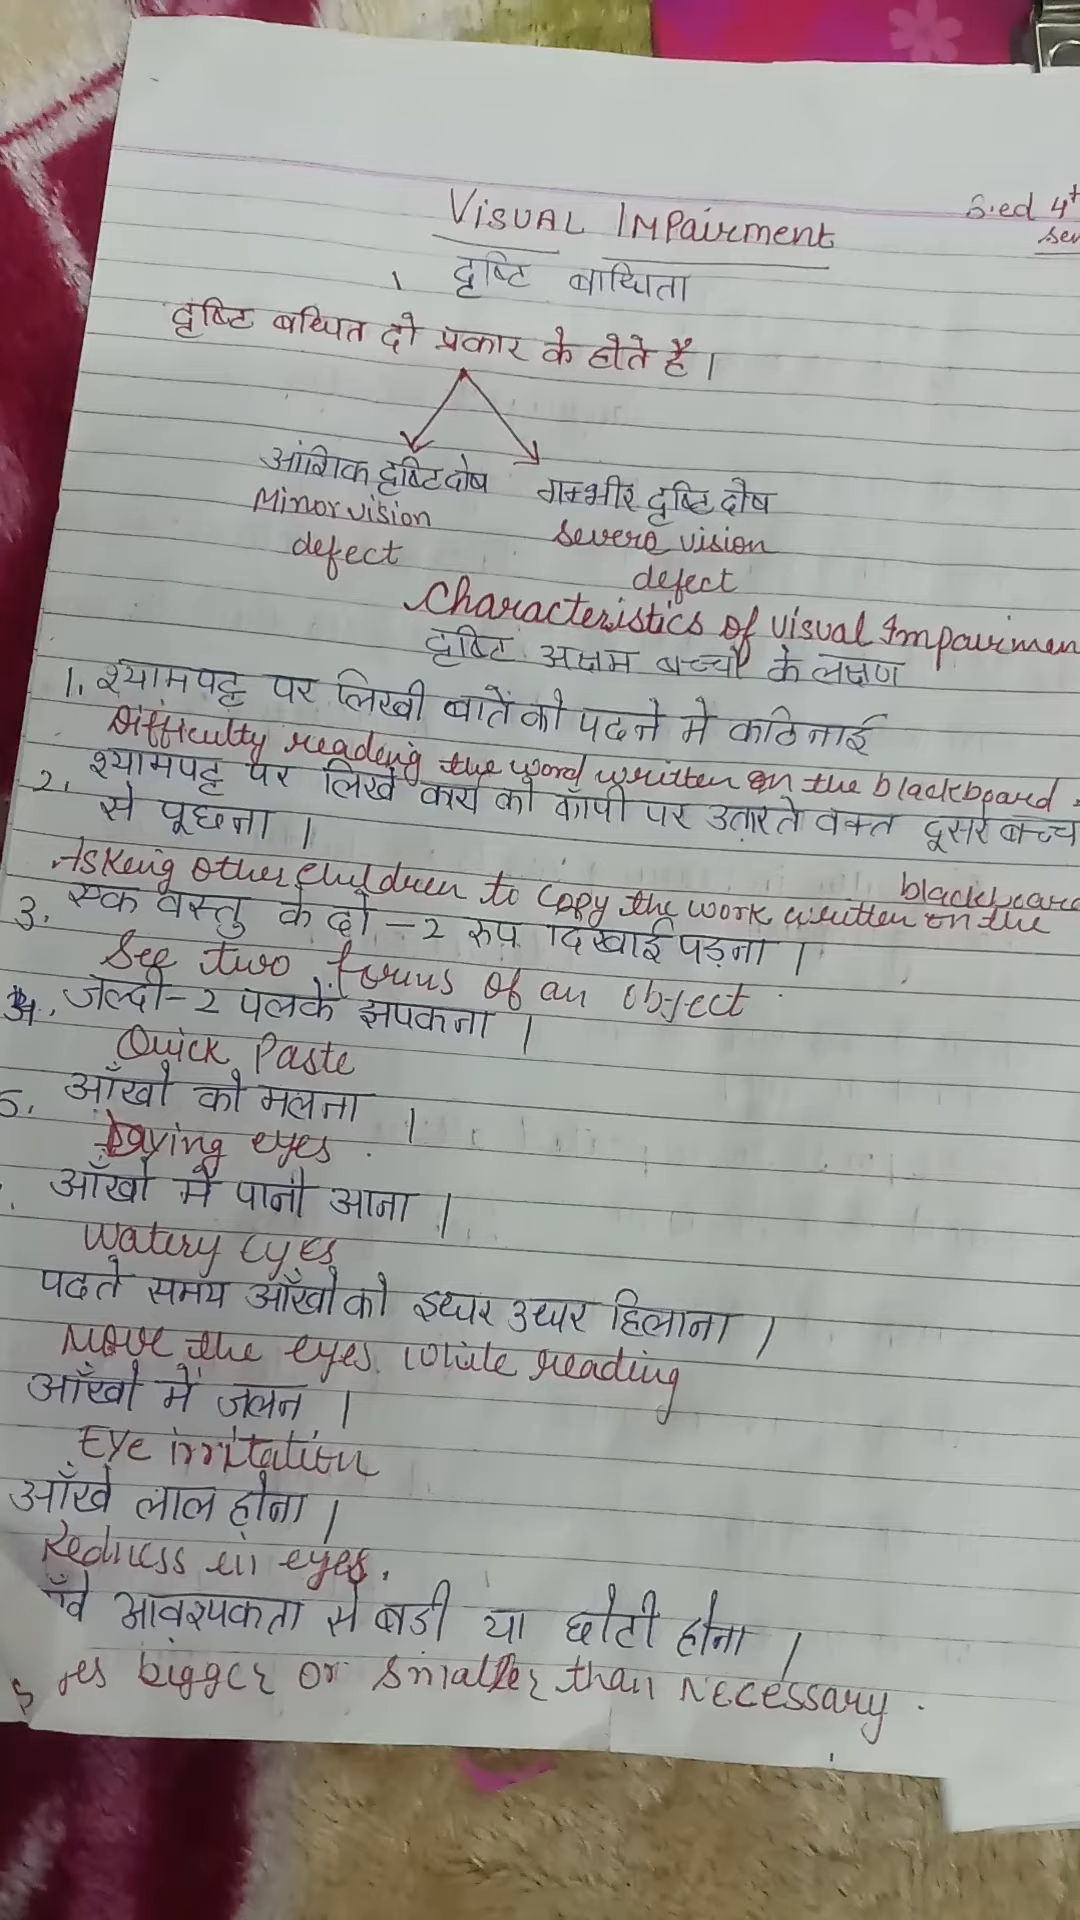 B.ed 4t
sem
Visual Impairment
दृष्टि बाधिता
दृष्टि बधित दो प्रकार के होते है।
आंशिक दृष्टि दोष गम्भीर दृष्टि दोष
Minor vision severe vision
defect defect
Characteristics of visual Impairmen
दृष्टि अक्षम बच्चों के लक्षण
1. श्यामपट्ट पर लिखी बातें को पढने में कठिनाई
Difficulty reading the word written on the blackboard
2. श्यामपट्ट पर लिखे कार्य को कॉपी पर उतारते वक्त दूसरे बच्च
से पूछना।
Asking other children to copy the work written on the
blackboard
3. एक वस्तु के दो-2 रुप दिखाई पड़ना।
See two forms of an object.
4. जल्दी-2 पलकें झपकना।
Quick Paste
5. आँखो को मलना।
eyes.
आँखो में पानी आना।
Watery Eyes
पढते समय आँखो को इधर उधर हिलाना।
Move the eyes while reading
आँखो में जलन।
Eye irritation
आँखे लाल होना।
Redness in eyes.
आवश्यकता से बडी या छोटी होना।
bigger or smaller than necessary.